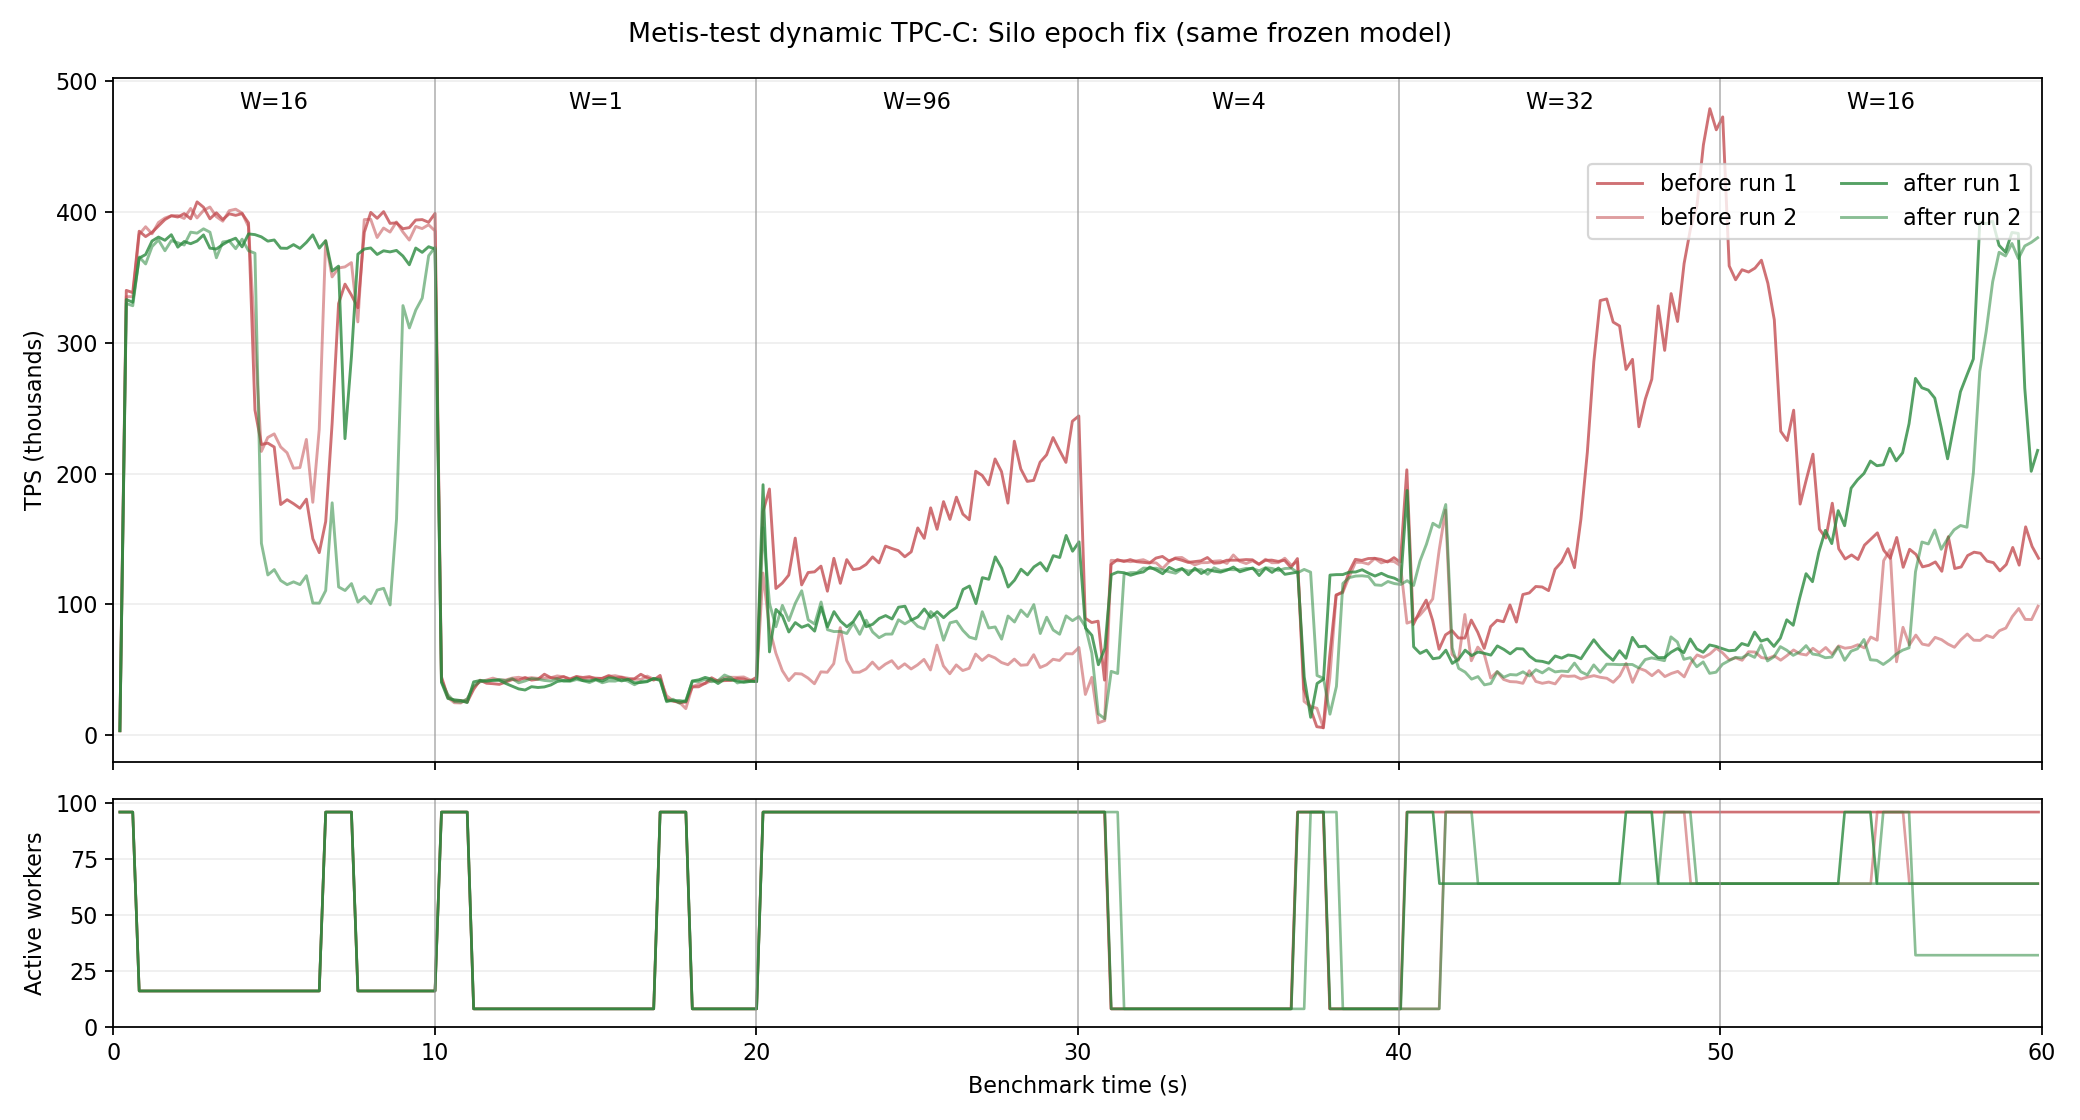 Metis-test dynamic TPC-C: Silo epoch fix (same frozen model)
500
W=16
W=1
W=96
W=4
W=32
W=16
before run 1
after run 1
before run 2
after run 2
400
300
200
100
0
TPS (thousands)
100
75
50
25
0
Active workers
0
10
20
30
40
50
60
Benchmark time (s)